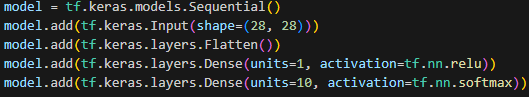 model = tf.keras.models.Sequential()
model.add(tf.keras.Input(shape=(28, 28)))
model.add(tf.keras.layers.Flatten())
model.add(tf.keras.layers.Dense(units=1, activation=tf.nn.relu))
model.add(tf.keras.layers.Dense(units=10, activation=tf.nn.softmax))